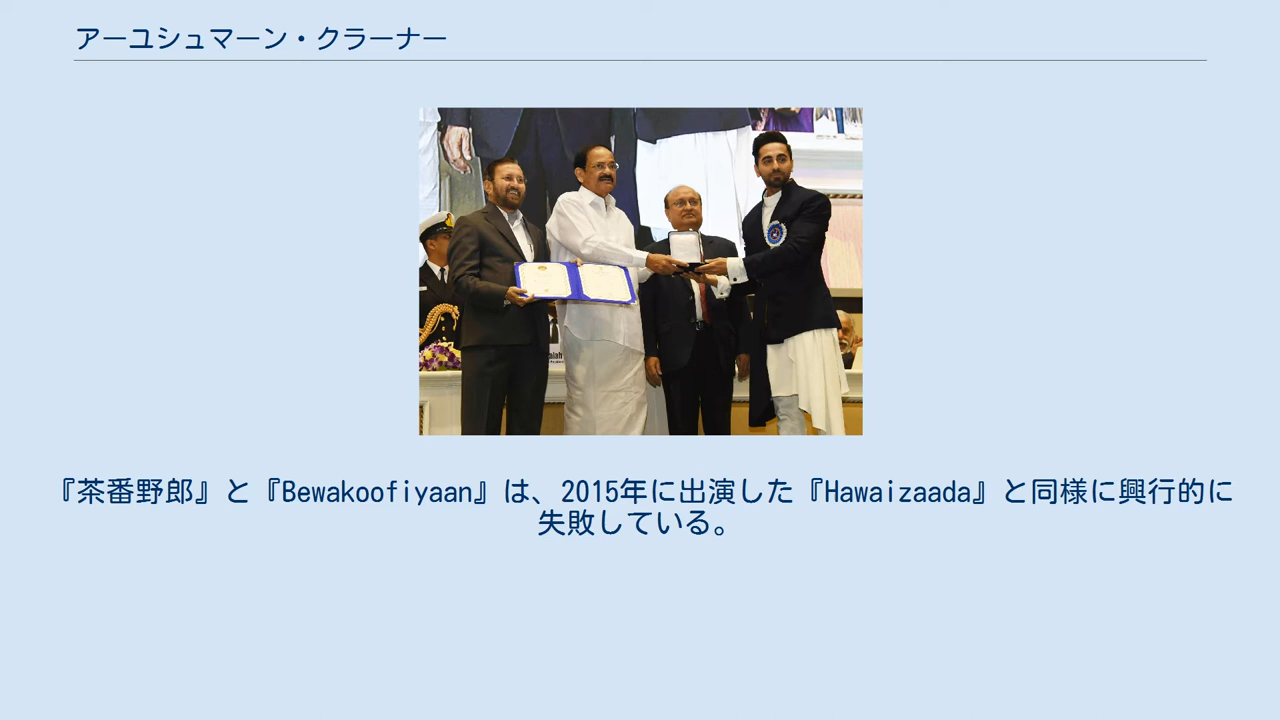 アーユシュマーン・クラーナー
『茶番野郎』と『Bewakoofiyaan』は、2015年に出演した『Hawaizaada』と同様に興行的に
失敗している。